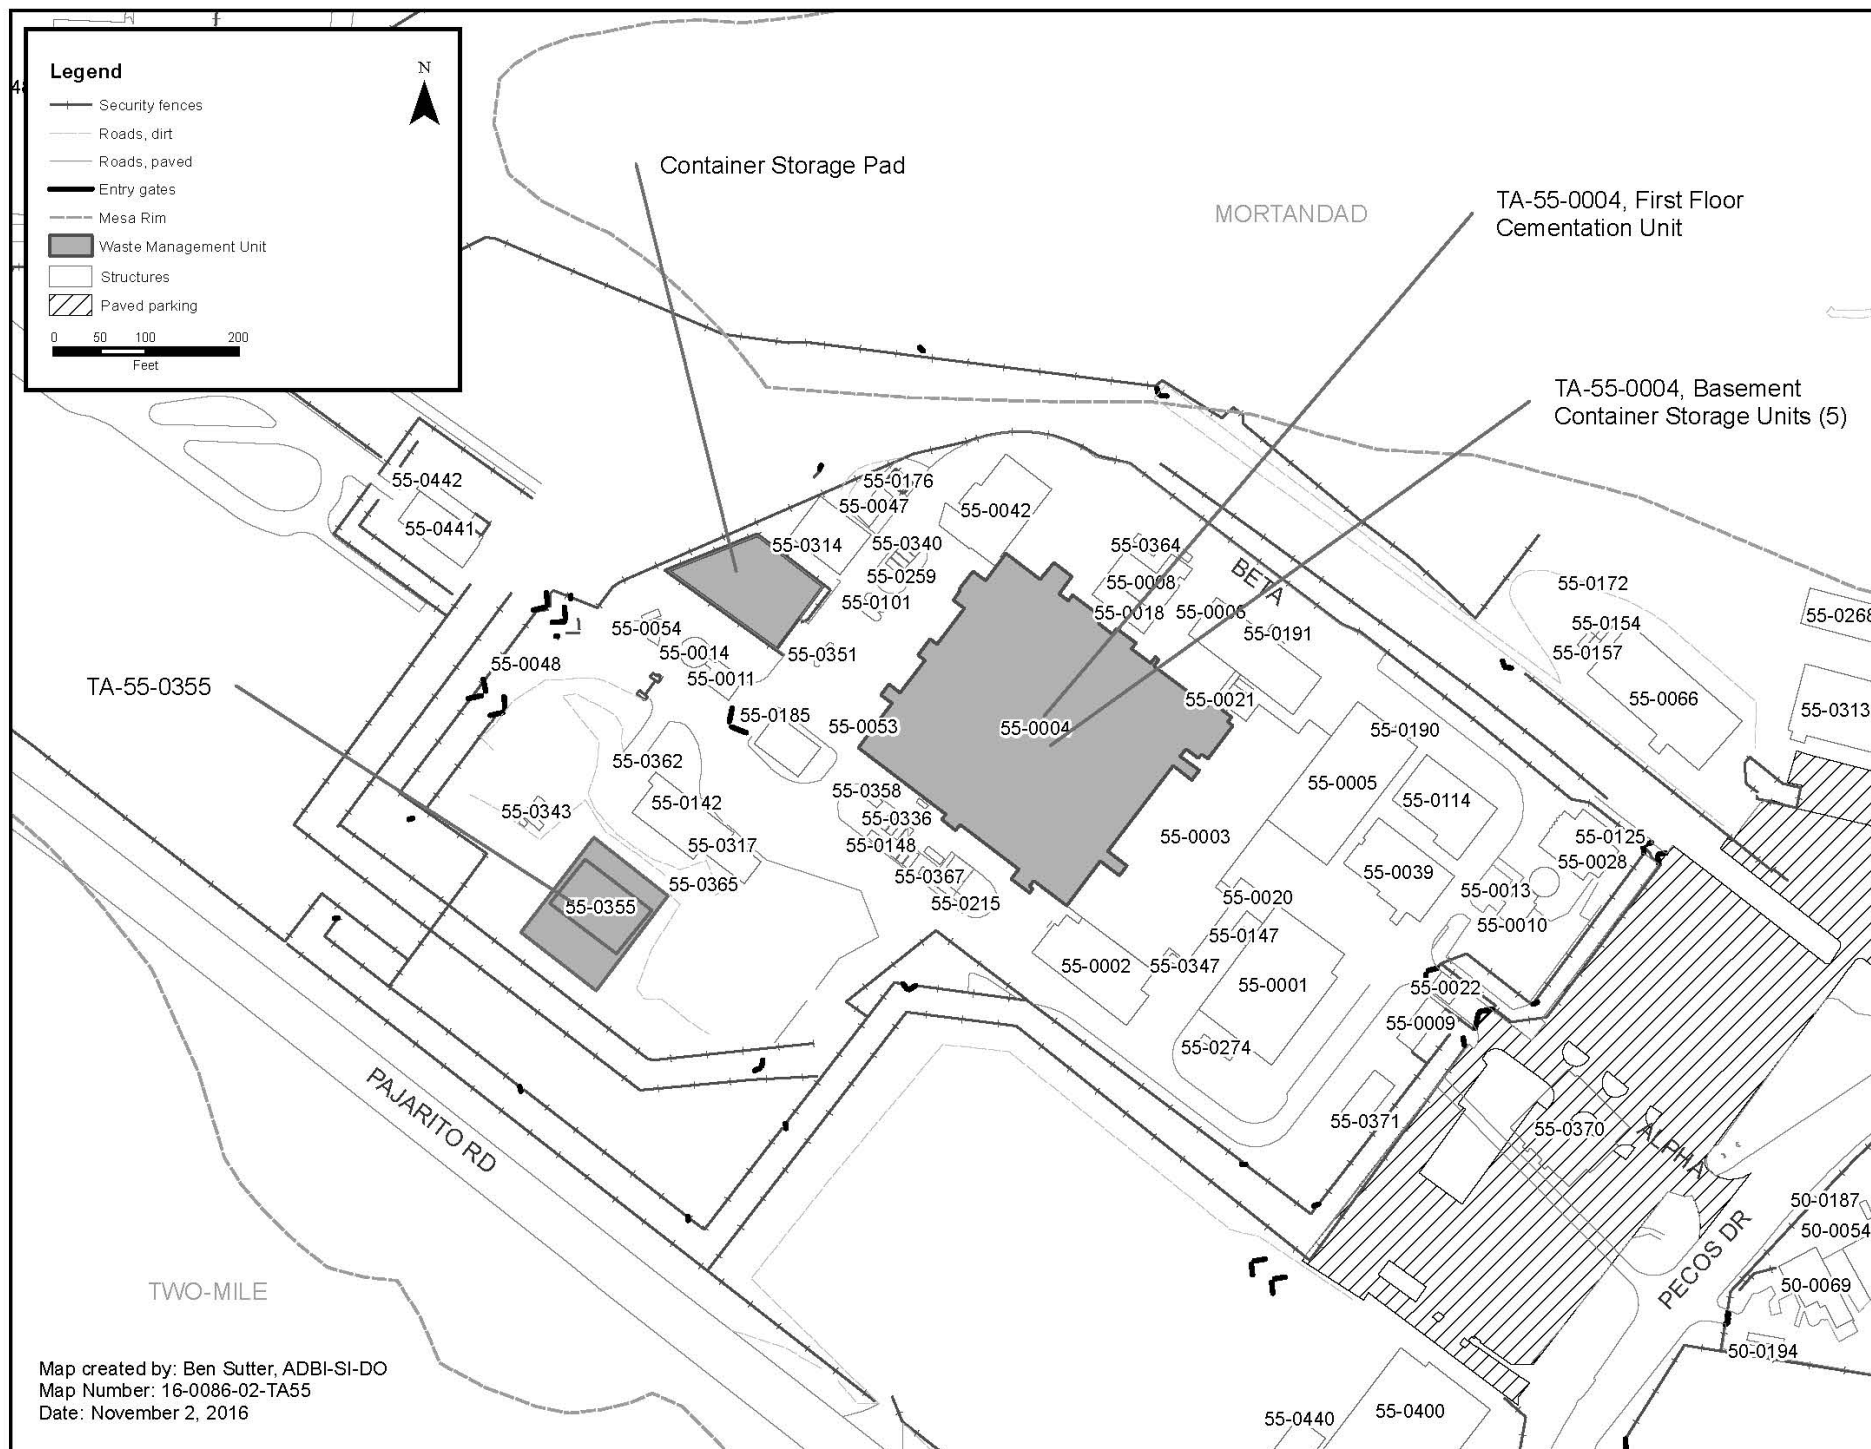 Legend
N
Security fences
Roads, dirt
Roads, paved
Entry gates
Mesa Rim
Waste Management Unit
Structures
Paved parking
0 50 100 200
Feet
Container Storage Pad
MORTANDAD
TA-55-0004, First Floor
Cementation Unit
TA-55-0004, Basement
Container Storage Units (5)
TA-55-0355
55-0442
55-0441
55-0176
55-0047
55-0042
55-0314
55-0340
55-0259
55-0101
55-0364
55-0008
55-0018
55-0006
55-0191
BETA
55-0172
55-0154
55-0157
55-0268
55-0066
55-0313
55-0054
55-0014
55-0011
55-0351
55-0048
55-0185
55-0053
55-0004
55-0021
55-0190
55-0005
55-0114
55-0362
55-0142
55-0343
55-0317
55-0365
55-0355
55-0358
55-0336
55-0148
55-0367
55-0215
55-0003
55-0039
55-0125
55-0028
55-0013
55-0010
55-0020
55-0147
55-0347
55-0002
55-0001
55-0022
55-0009
55-0274
55-0371
55-0370
ALPHA
PAJARITO RD
PECOS DR
50-0187
50-0054
50-0069
50-0194
55-0440
55-0400
TWO-MILE
Map created by: Ben Sutter, ADBI-SI-DO
Map Number: 16-0086-02-TA55
Date: November 2, 2016